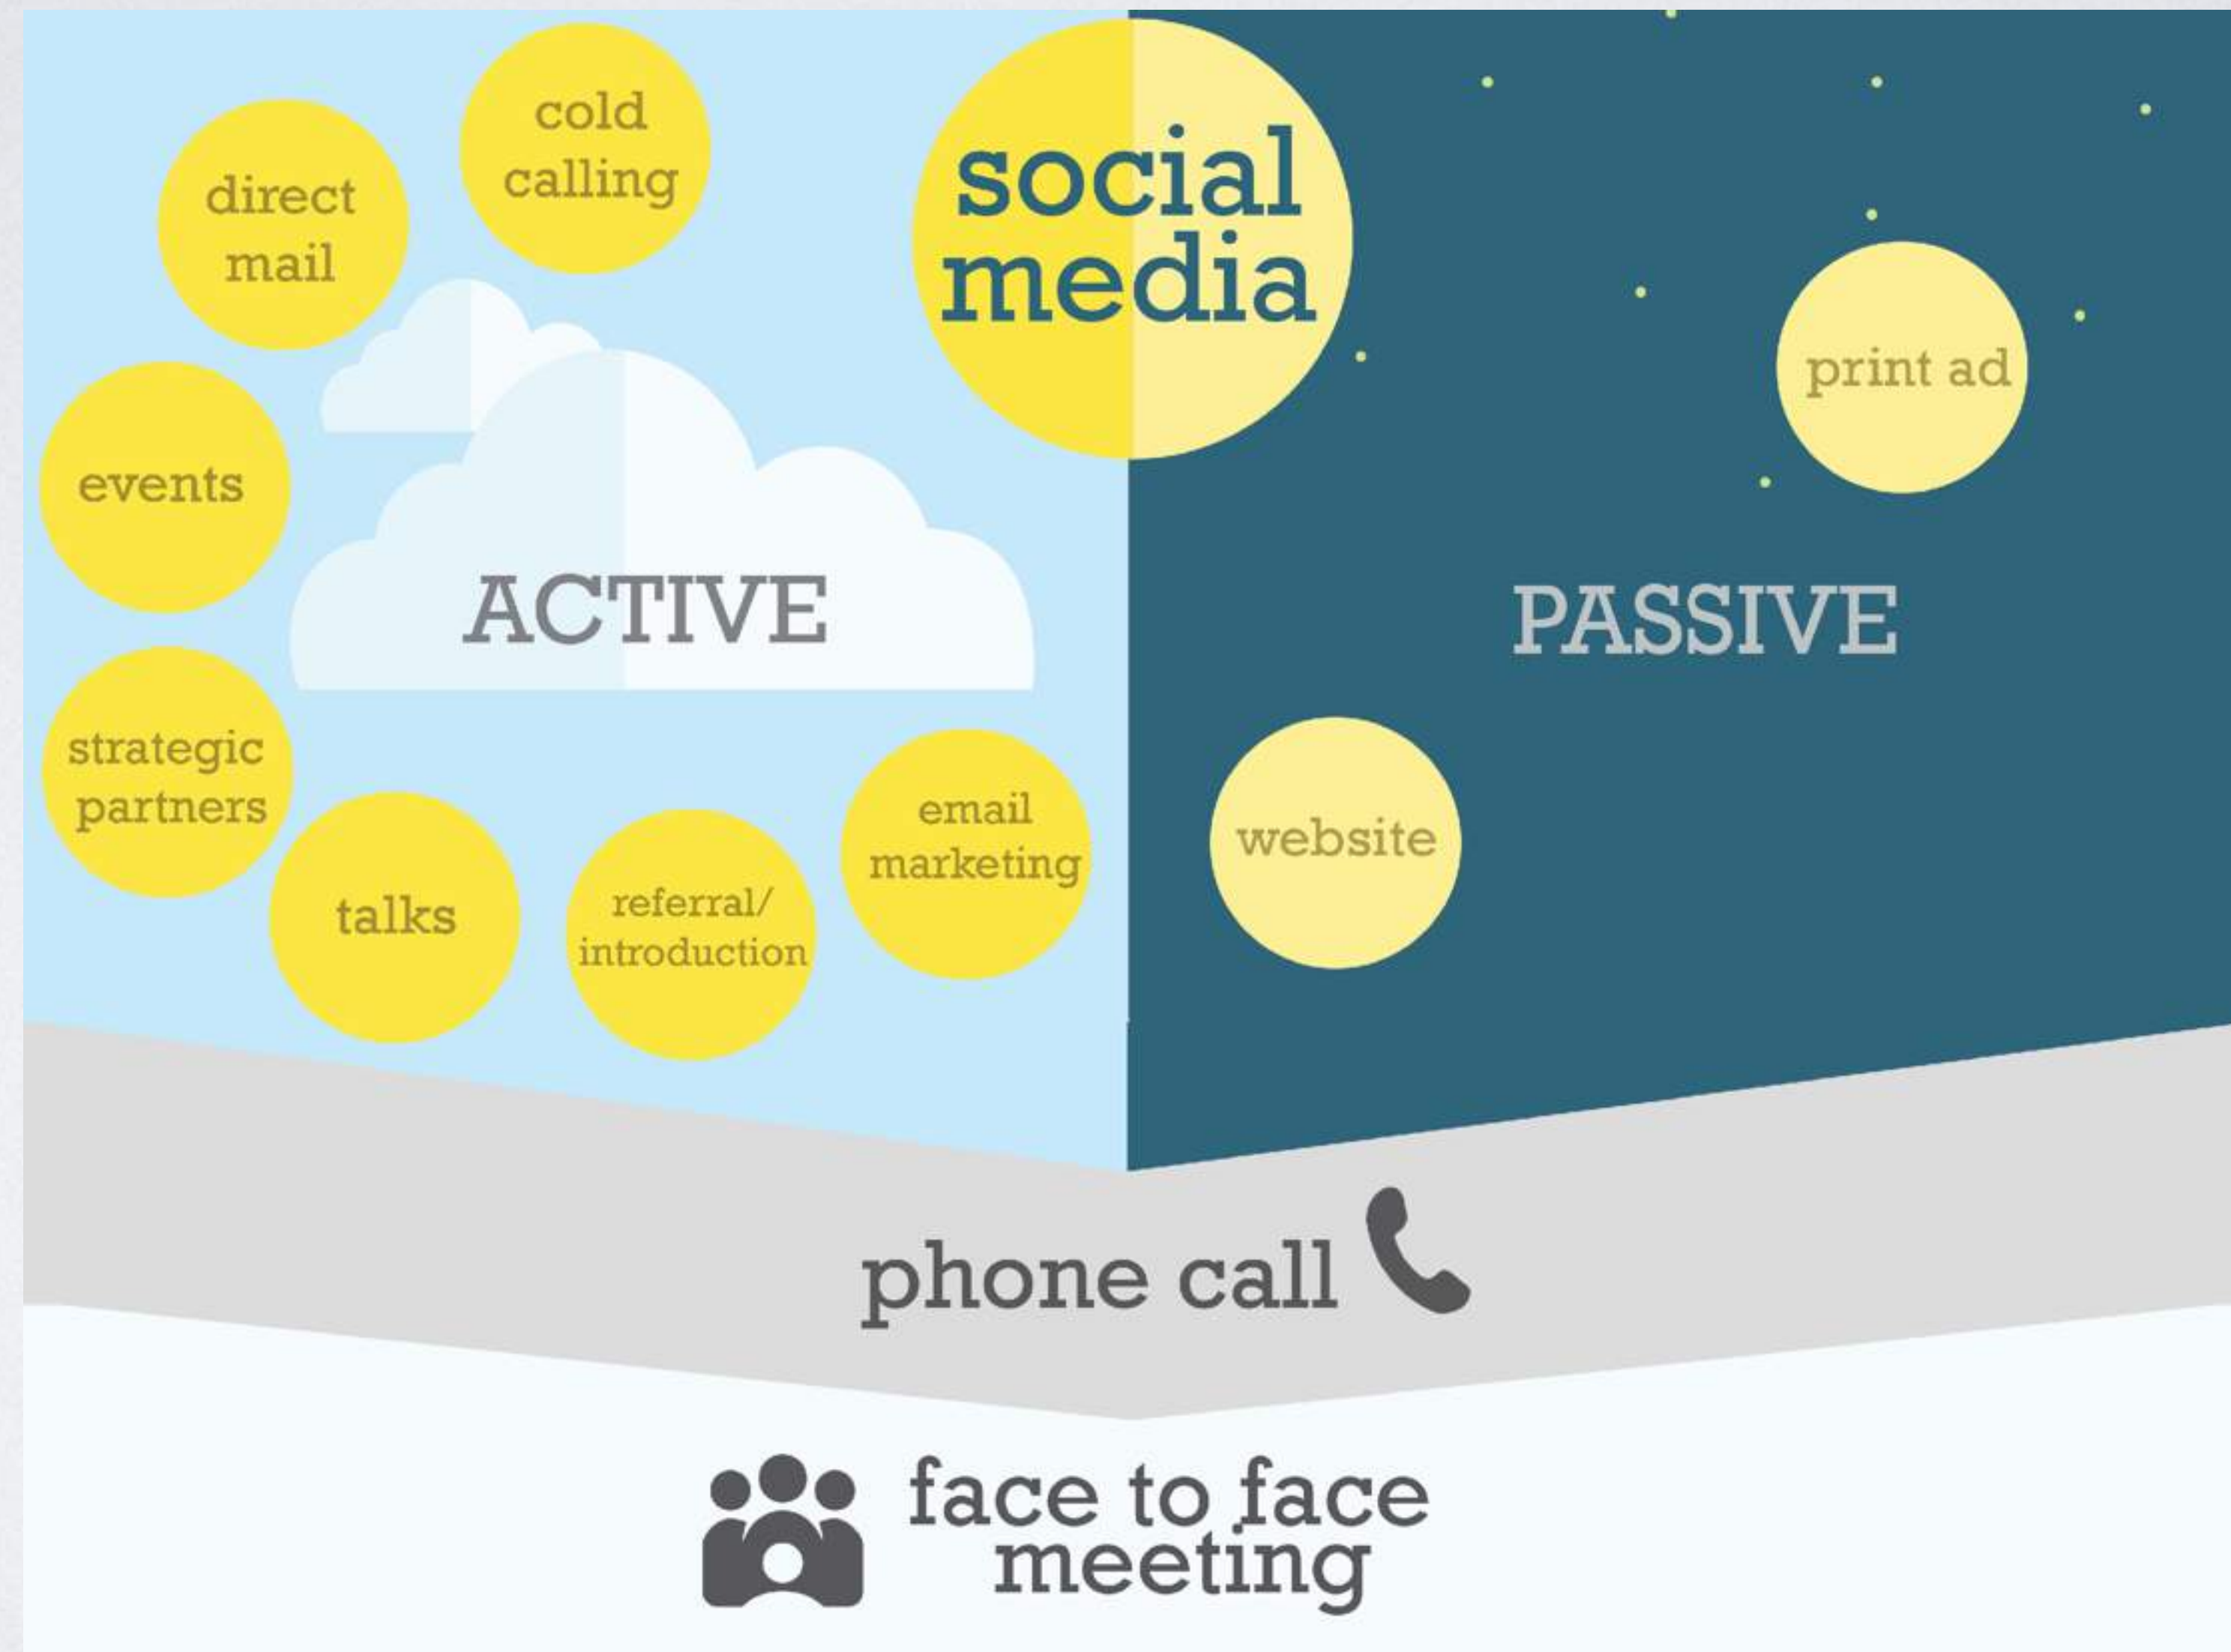 cold
calling
direct
mail
events
ACTIVE
strategic
partners
talks
referral/
introduction
email
marketing
social
media
print ad
PASSIVE
website
phone call
face to face
meeting